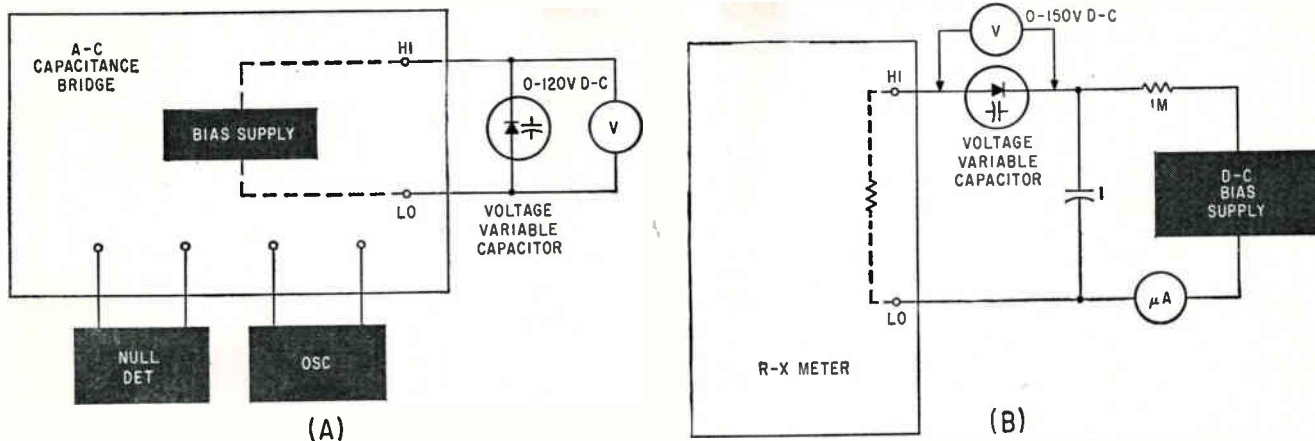 A-C
CAPACITANCE
BRIDGE
BIAS SUPPLY
HI
0-120V D-C
V
LO
VOLTAGE
VARIABLE
CAPACITOR
NULL
DET
OSC
(A)
0-150V D-C
V
HI
VOLTAGE
VARIABLE
CAPACITOR
1M
1
D-C
BIAS
SUPPLY
μA
LO
R-X METER
(B)